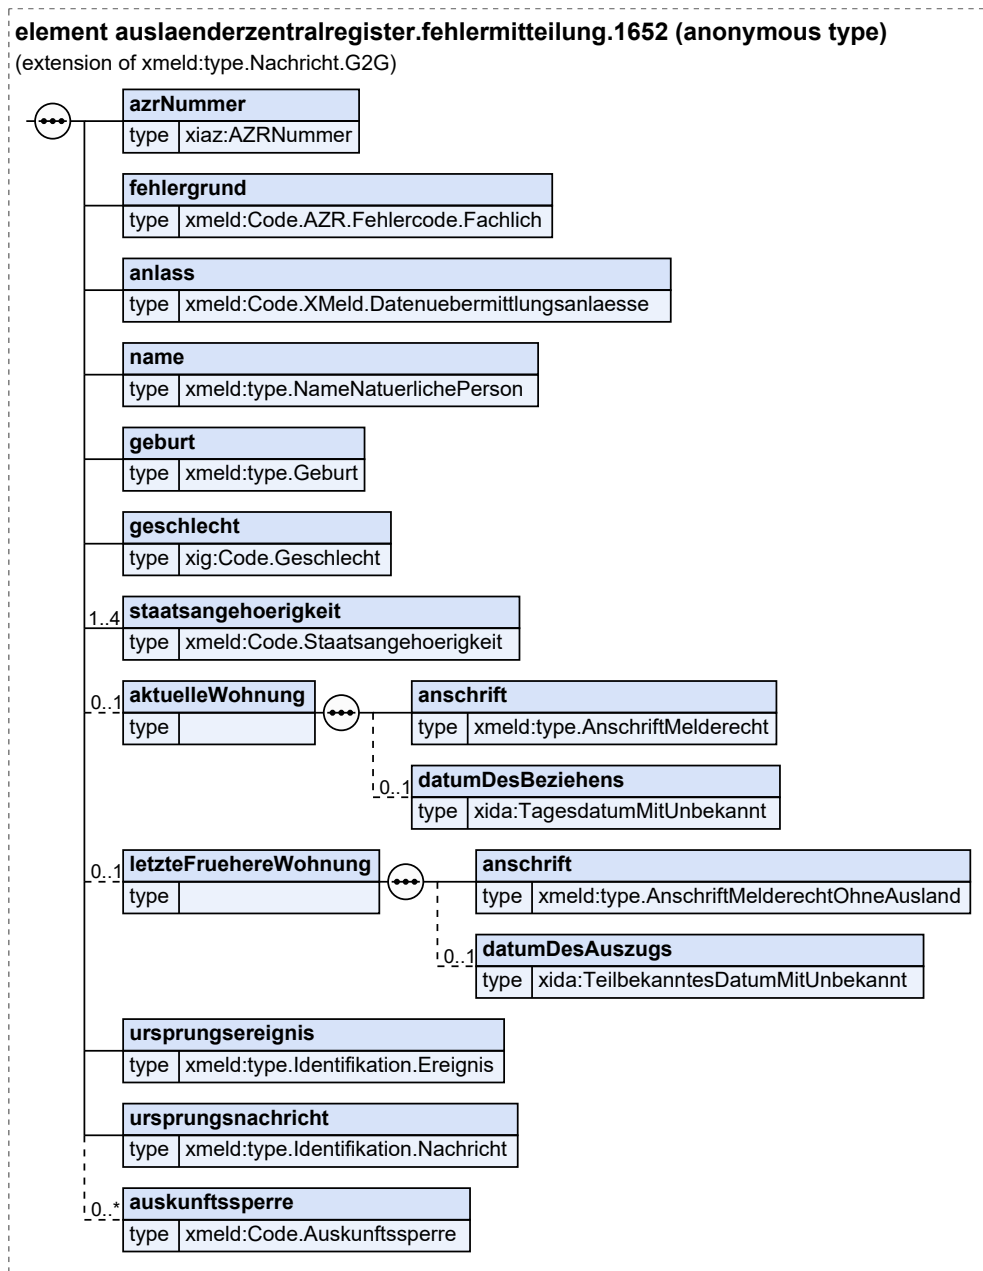 element auslaenderzentralregister.fehlermitteilung.1652 (anonymous type)
(extension of xmeld:type.Nachricht.G2G)
azrNummer
type xiaz:AZRNummer
fehlergrund
type xmeld:Code.AZR.Fehlercode.Fachlich
anlass
type xmeld:Code.XMeld.Datenuebermittlungsanlaesse
name
type xmeld:type.NameNatuerlichePerson
geburt
type xmeld:type.Geburt
geschlecht
type xig:Code.Geschlecht
1..4 staatsangehoerigkeit
type xmeld:Code.Staatsangehoerigkeit
0..1 aktuelleWohnung
type
anschrift
type xmeld:type.AnschriftMelderecht
0..1 datumDesBeziehens
type xida:TagesdatumMitUnbekannt
0..1 letzteFruehereWohnung
type
anschrift
type xmeld:type.AnschriftMelderechtOhneAusland
0..1 datumDesAuszugs
type xida:TeilbekanntesDatumMitUnbekannt
ursprungsereignis
type xmeld:type.Identifikation.Ereignis
ursprungsnachricht
type xmeld:type.Identifikation.Nachricht
0..* auskunftssperre
type xmeld:Code.Auskunftssperre